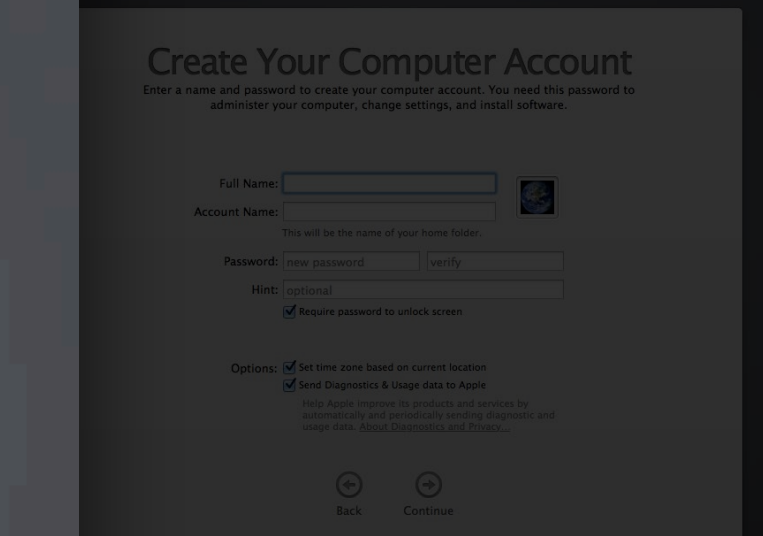 Create Your Computer Account
Enter a name and password to create your computer account. You need this password to
administer your computer, change settings, and install software.
Full Name:
Account Name:
This will be the name of your home folder.
Password: new password verify
Hint: optional
Require password to unlock screen
Options: Set time zone based on current location
Send Diagnostics & Usage data to Apple
Help Apple improve its products and services by
automatically and periodically sending diagnostic and
usage data. About Diagnostics and Privacy...
Back Continue